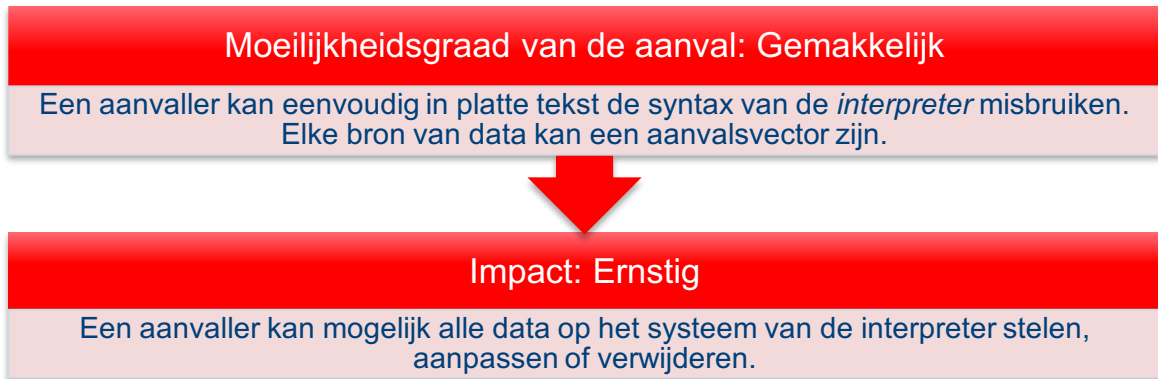 Moeilijkheidsgraad van de aanval: Gemakkelijk
Een aanvaller kan eenvoudig in platte tekst de syntax van de interpreter misbruiken.
Elke bron van data kan een aanvalsvector zijn.
Impact: Ernstig
Een aanvaller kan mogelijk alle data op het systeem van de interpreter stelen,
aanpassen of verwijderen.